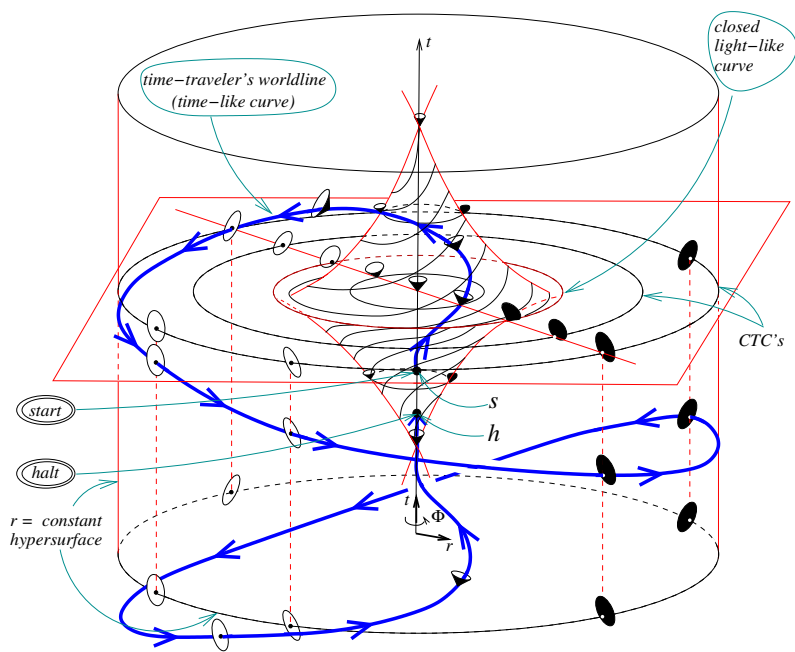 closed
light−like
curve
t
time−traveler's worldline
(time−like curve)
CTC's
start
s
h
halt
t
Φ
r
r = constant
hypersurface